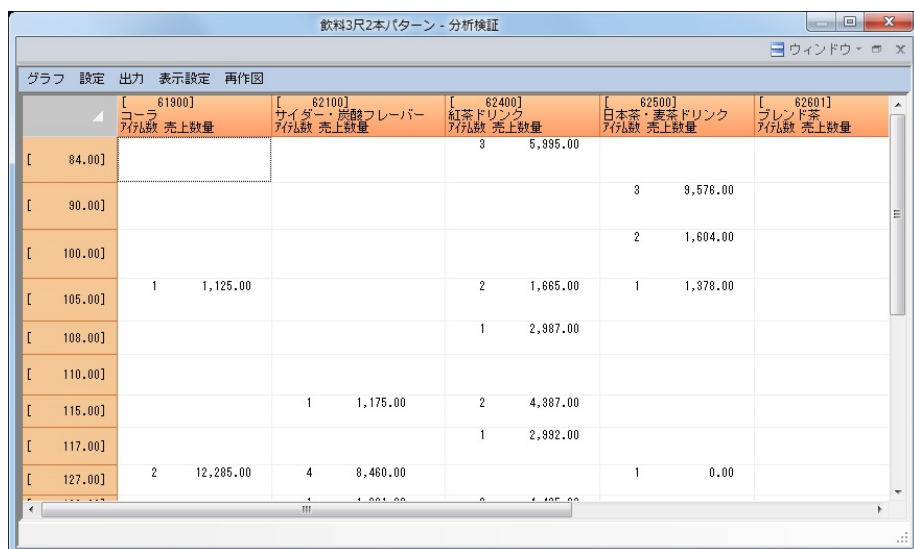 飲料3尺2本パターン - 分析検証
ウィンドウ
グラフ 設定 出力 表示設定 再作図
[ 61900] [ 62100] [ 62400] [ 62500] [ 62601]
コーラ サイダー・炭酸フレーバー 紅茶ドリンク 日本茶・麦茶ドリンク ブレンド茶
ｱｲﾃﾑ数 売上数量 ｱｲﾃﾑ数 売上数量 ｱｲﾃﾑ数 売上数量 ｱｲﾃﾑ数 売上数量 ｱｲﾃﾑ数 売上数量
[ 84.00] 3 5,995.00
[ 90.00] 3 9,576.00
[ 100.00] 2 1,604.00
[ 105.00] 1 1,125.00 2 1,665.00 1 1,378.00
[ 108.00] 1 2,987.00
[ 110.00]
[ 115.00] 1 1,175.00 2 4,387.00
[ 117.00] 1 2,992.00
[ 127.00] 2 12,285.00 4 8,460.00 1 0.00